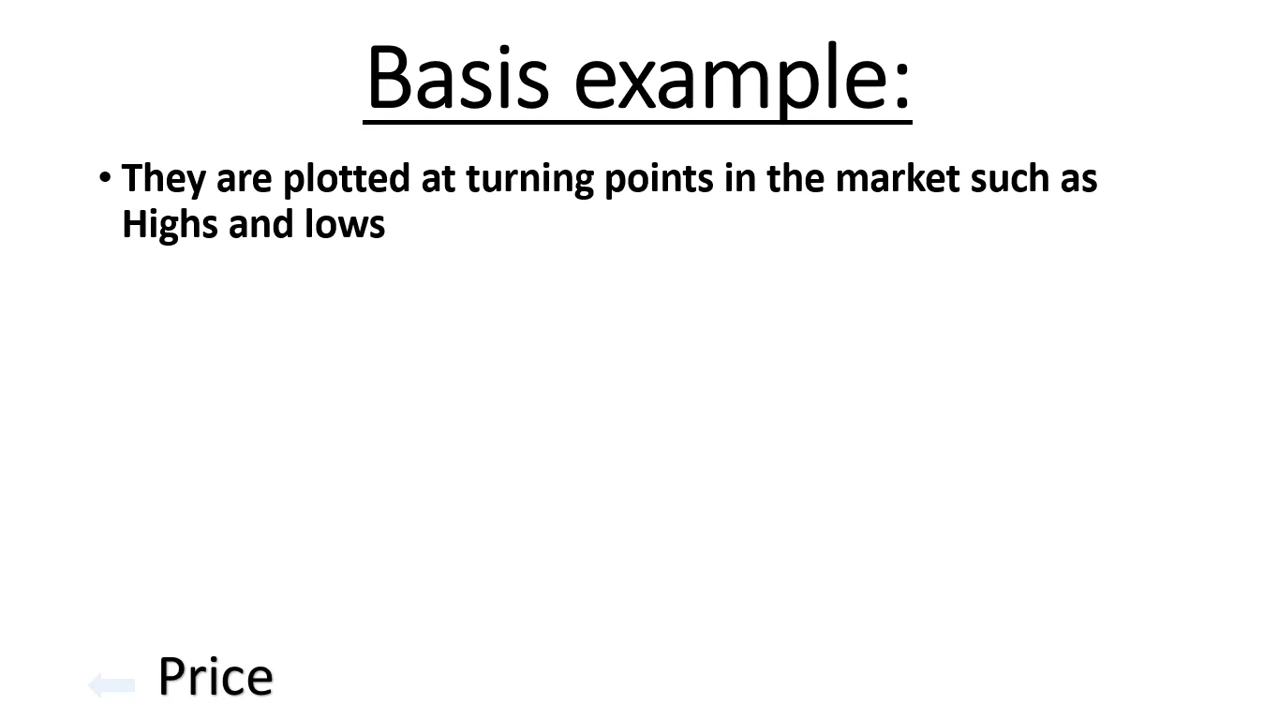 Basis example:
• They are plotted at turning points in the market such as
Highs and lows
Price